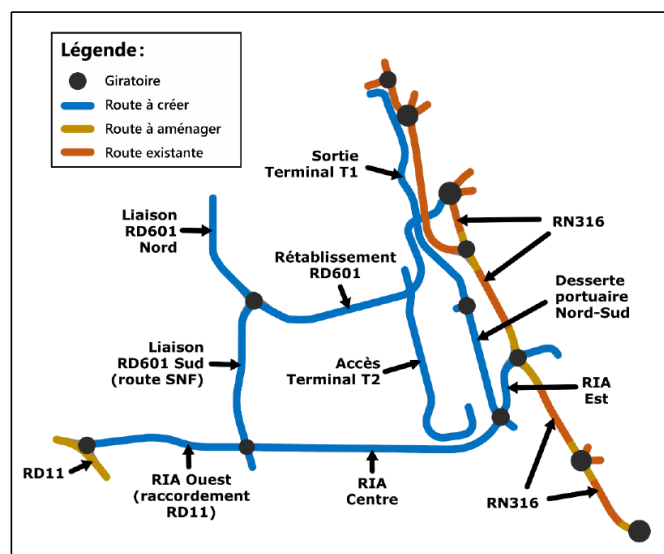 Légende :
Giratoire
Route à créer
Route à aménager
Route existante
Sortie
Terminal T1
Liaison
RD601
Nord
RN316
Rétablissement
RD601
Desserte
portuaire
Nord-Sud
Liaison
RD601 Sud
(route SNF)
Accès
Terminal T2
RIA
Est
RD11
RIA Ouest
(raccordement
RD11)
RIA
Centre
RN316